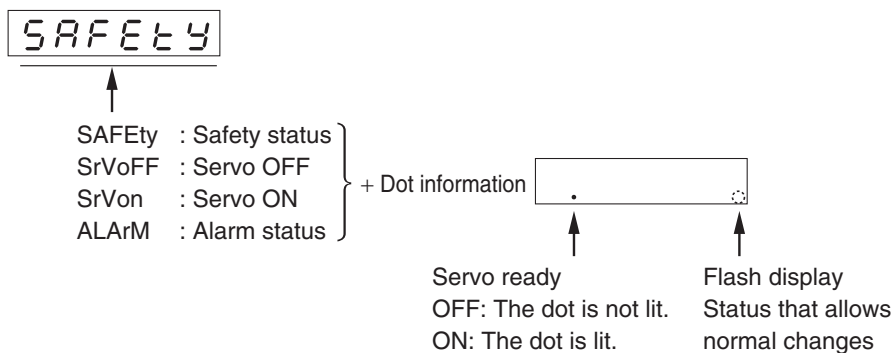 SAFEty
SAFEty : Safety status
SrVoFF : Servo OFF
SrVon : Servo ON
ALArM : Alarm status
+ Dot information
Servo ready
OFF: The dot is not lit.
ON: The dot is lit.
Flash display
Status that allows
normal changes